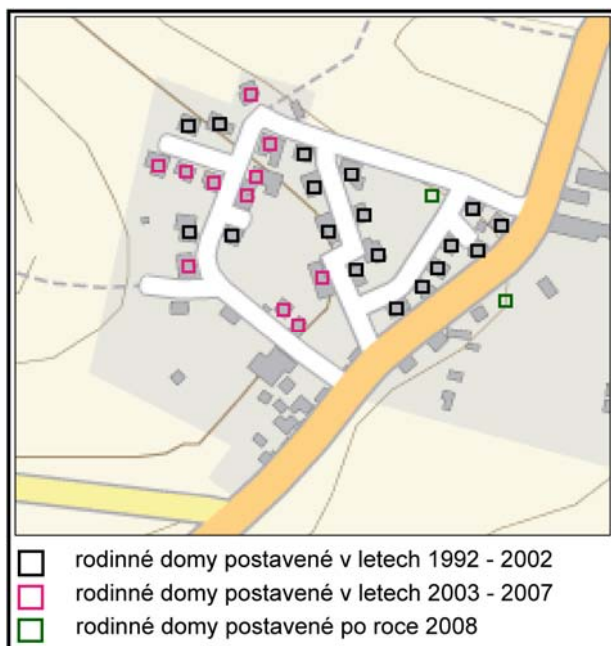 rodinné domy postavené v letech 1992 - 2002
rodinné domy postavené v letech 2003 - 2007
rodinné domy postavené po roce 2008